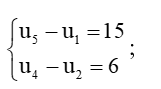 u₅ − u₁ = 15
u₄ − u₂ = 6 ;